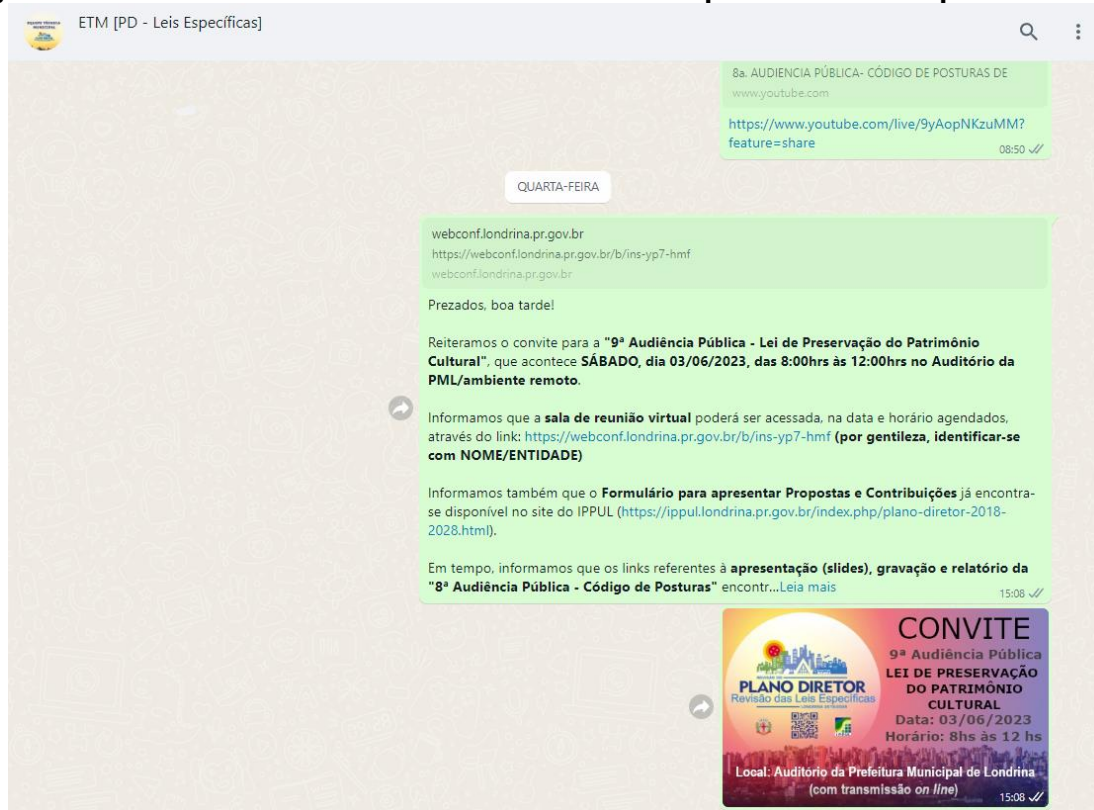 ETM [PD - Leis Específicas]
8a. AUDIENCIA PÚBLICA- CÓDIGO DE POSTURAS DE
www.youtube.com
https://www.youtube.com/live/9yAopNKzuMM?
feature=share
08:50
QUARTA-FEIRA
webconf.londrina.pr.gov.br
https://webconf.londrina.pr.gov.br/b/ins-yp7-hmf
webconf.londrina.pr.gov.br
Prezados, boa tarde!
Reiteramos o convite para a "9ª Audiência Pública - Lei de Preservação do Patrimônio
Cultural", que acontece SÁBADO, dia 03/06/2023, das 8:00hrs às 12:00hrs no Auditório da
PML/ambiente remoto.
Informamos que a sala de reunião virtual poderá ser acessada, na data e horário agendados,
através do link: https://webconf.londrina.pr.gov.br/b/ins-yp7-hmf (por gentileza, identificar-se
com NOME/ENTIDADE)
Informamos também que o Formulário para apresentar Propostas e Contribuições já encontra-
se disponível no site do IPPUL (https://ippul.londrina.pr.gov.br/index.php/plano-diretor-2018-
2028.html).
Em tempo, informamos que os links referentes à apresentação (slides), gravação e relatório da
"8ª Audiência Pública - Código de Posturas" encontr...Leia mais
15:08
PLANO DIRETOR
Revisão das Leis Específicas
CONVITE
9ª Audiência Pública
LEI DE PRESERVAÇÃO
DO PATRIMÔNIO
CULTURAL
Data: 03/06/2023
Horário: 8hs às 12 hs
Local: Auditório da Prefeitura Municipal de Londrina
(com transmissão on line)
15:08